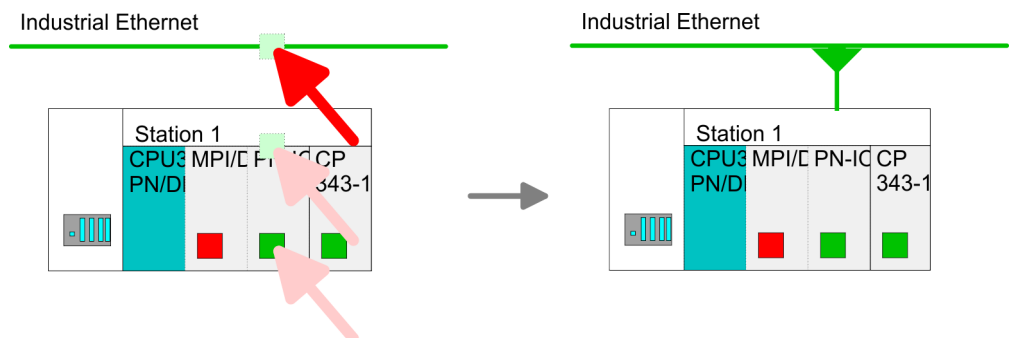 Industrial Ethernet
Station 1
CPU3 MPI/D CP
PN/D 343-1
Industrial Ethernet
Station 1
CPU3 MPI/D PN-IO CP
PN/D 343-1